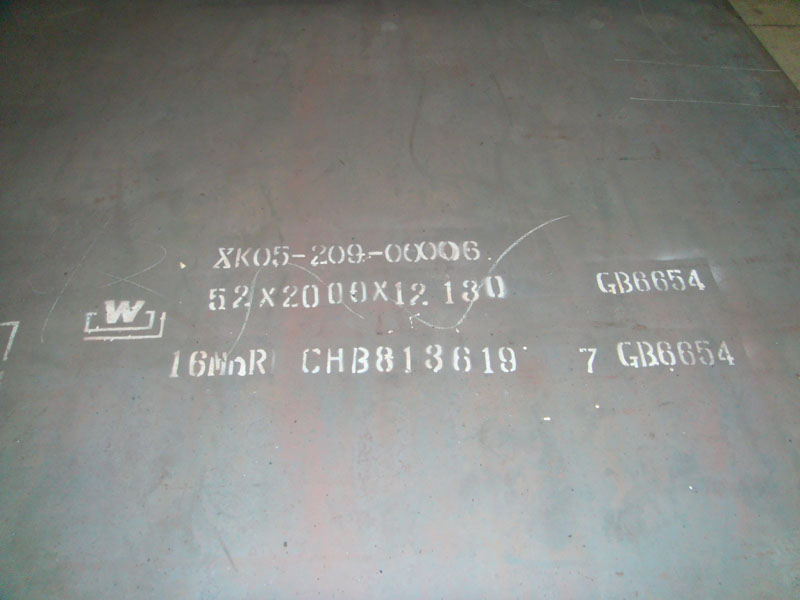 XK05-209-00006
52X2000X12130 GB6654
W
16MnR CHB813619 7 GB6654